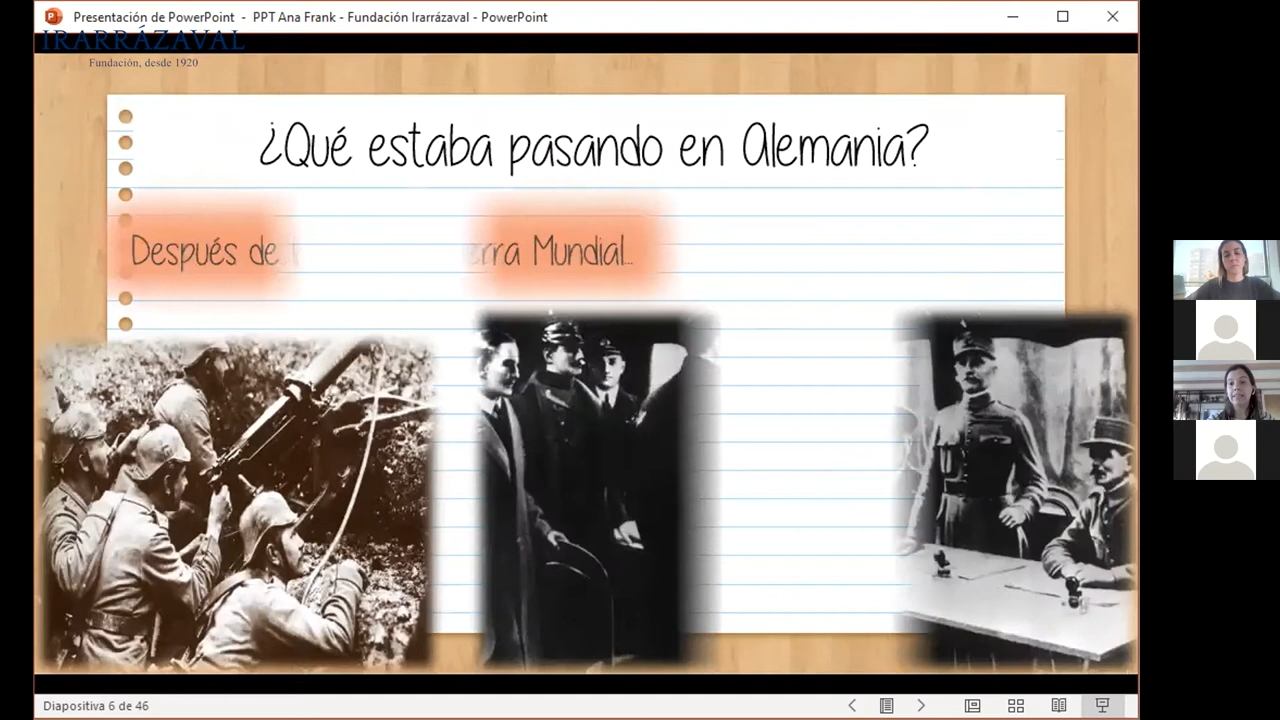 Presentación de PowerPoint - PPT Ana Frank - Fundación Irarrázaval - PowerPoint
IRARRÁZAVAL
Fundación, desde 1920
¿Qué estaba pasando en Alemania?
Después de
Mundial...
Diapositiva 6 de 46